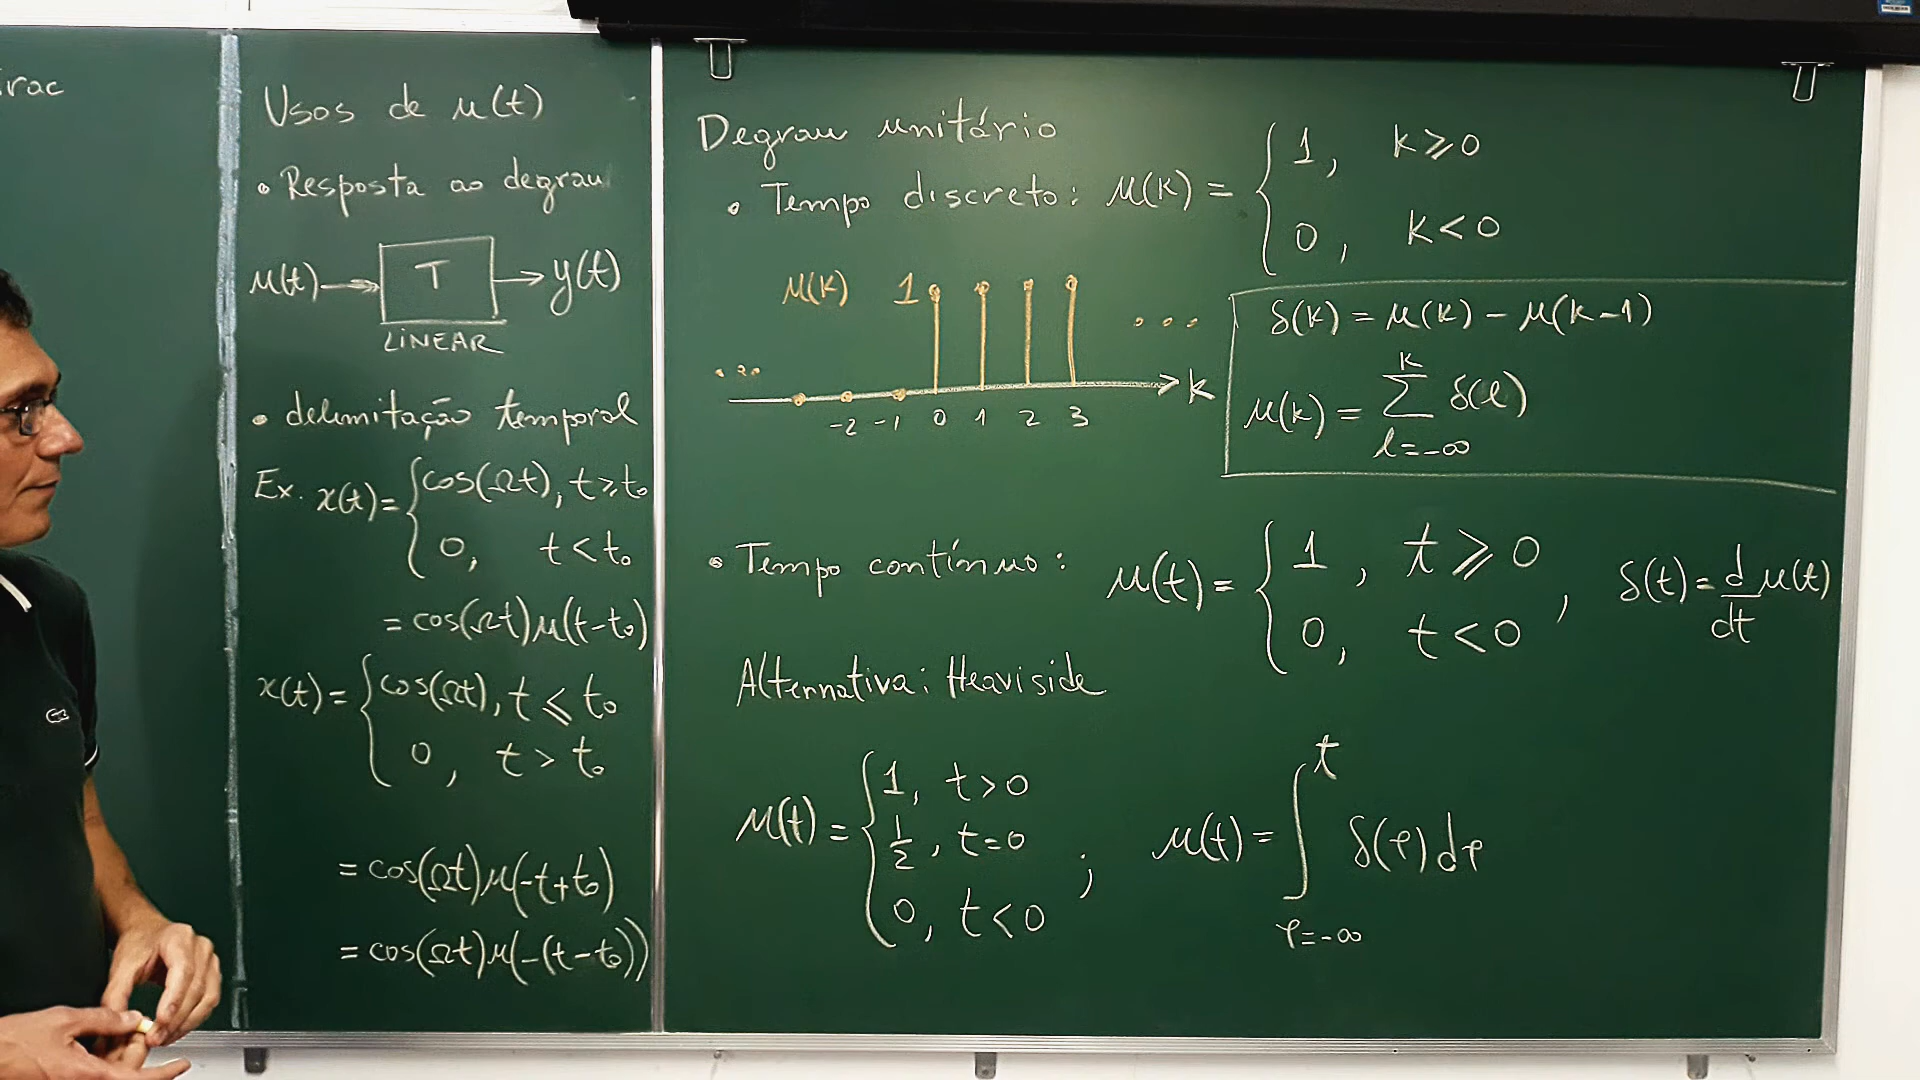 rac
Usos de u(t)
• Resposta ao degrau
u(t) → T → y(t)
LINEAR
• delimitação temporal
Ex. x(t) = { cos(Ωt), t ⩾ t₀
0, t < t₀
= cos(Ωt)u(t-t₀)
x(t) = { cos(Ωt), t ⩽ t₀
0, t > t₀
= cos(Ωt)u(-t+t₀)
= cos(Ωt)u(-(t-t₀))
Degrau unitário
• Tempo discreto: u(k) = { 1, k ⩾ 0
0, k < 0
u(k) 1
... ... k
-2 -1 0 1 2 3
δ(k) = u(k) - u(k-1)
u(k) = ∑_{l=-∞}^{k} δ(l)
• Tempo contínuo: u(t) = { 1, t ⩾ 0
0, t < 0 , δ(t) = d/dt u(t)
Alternativa: Heaviside
u(t) = { 1, t > 0
1/2, t = 0
0, t < 0 ; u(t) = ∫_{τ=-∞}^{t} δ(τ)dτ